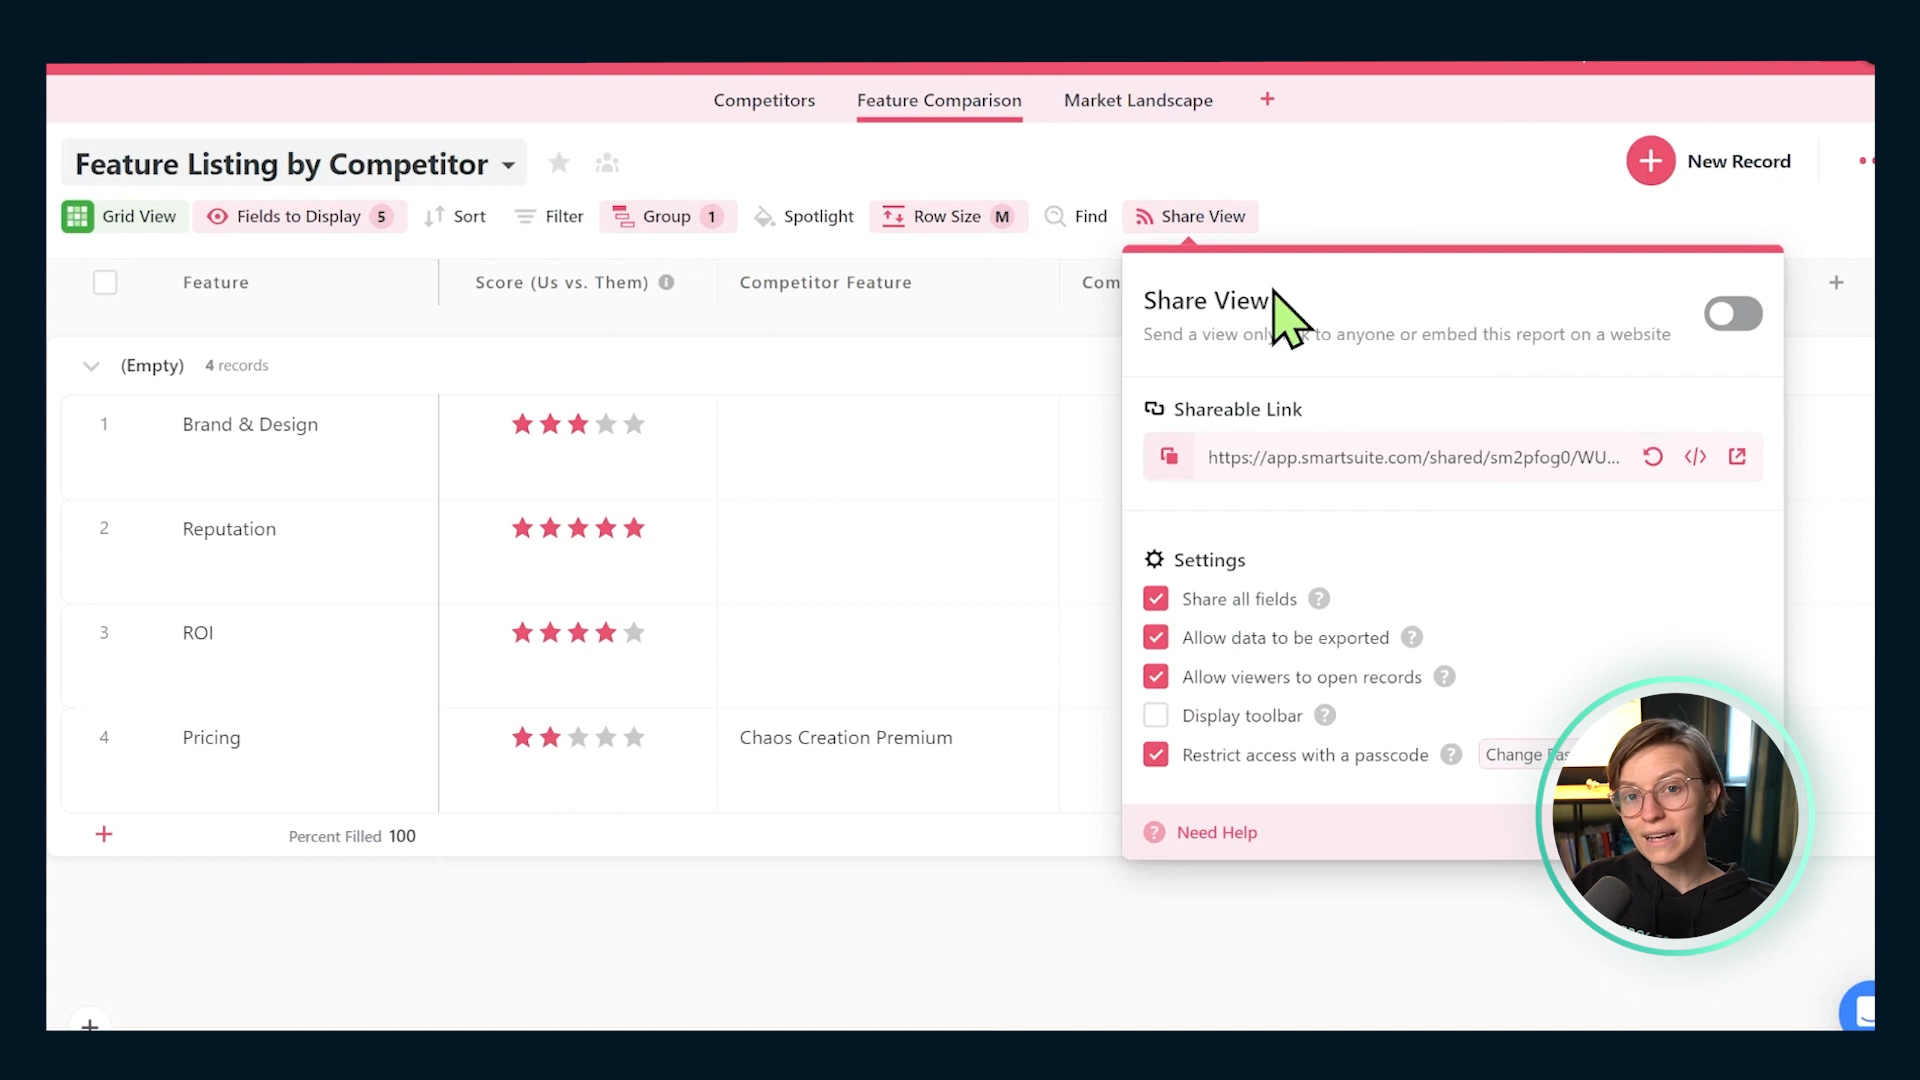 Competitors
Feature Comparison
Market Landscape
Feature Listing by Competitor
New Record
Grid View
Fields to Display 5
Sort
Filter
Group 1
Spotlight
Row Size M
Find
Share View
Feature
Score (Us vs. Them)
Competitor Feature
Com
(Empty) 4 records
1 Brand & Design
2 Reputation
3 ROI
4 Pricing
Chaos Creation Premium
Percent Filled 100
Share View
Send a view only to anyone or embed this report on a website
Shareable Link
https://app.smartsuite.com/shared/sm2pfog0/WU...
Settings
Share all fields
Allow data to be exported
Allow viewers to open records
Display toolbar
Restrict access with a passcode
Change
Need Help